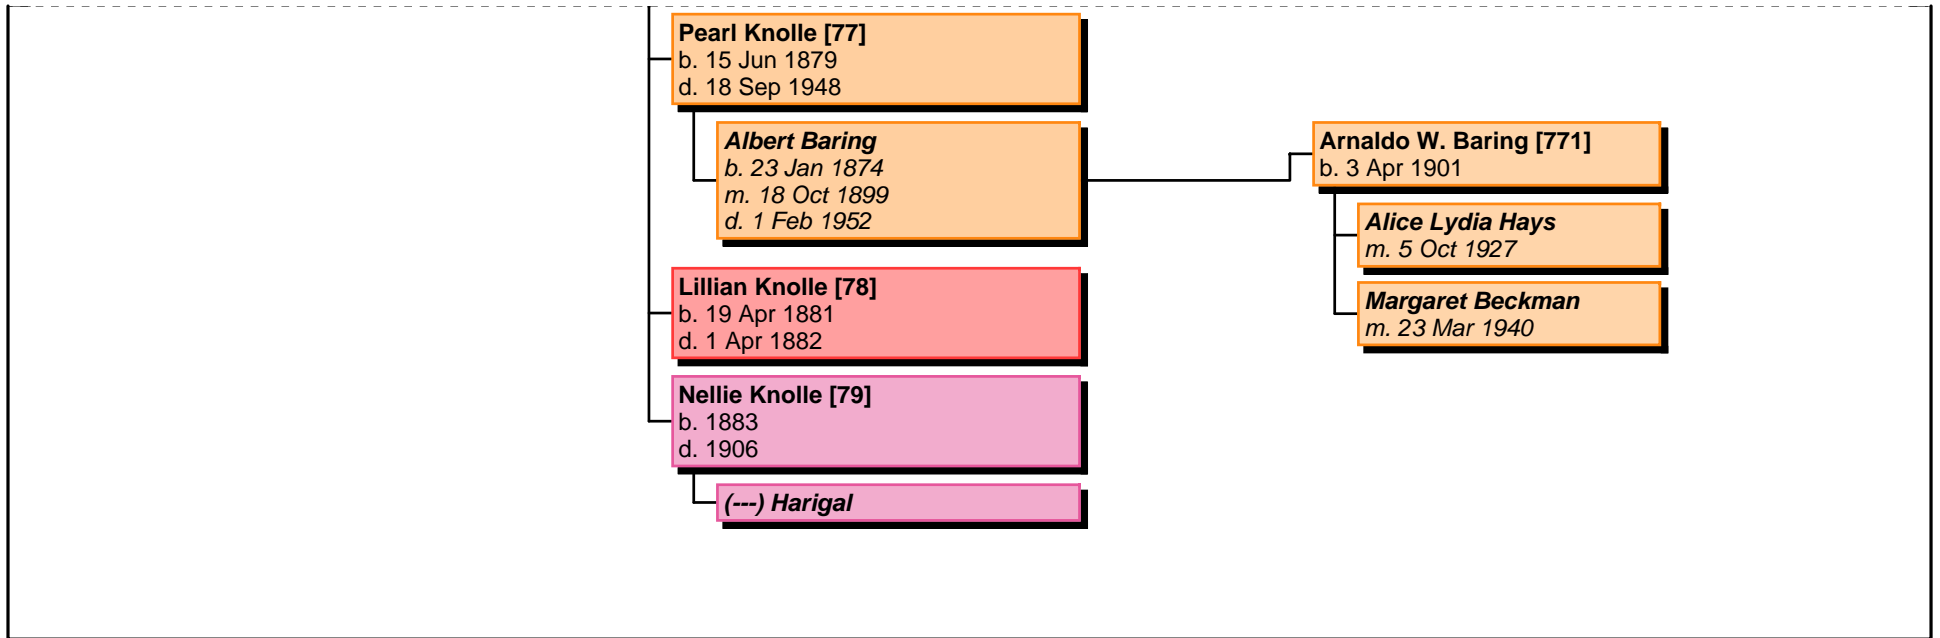 Pearl Knolle [77]
b. 15 Jun 1879
d. 18 Sep 1948
Albert Baring
b. 23 Jan 1874
m. 18 Oct 1899
d. 1 Feb 1952
Arnaldo W. Baring [771]
b. 3 Apr 1901
Alice Lydia Hays
m. 5 Oct 1927
Margaret Beckman
m. 23 Mar 1940
Lillian Knolle [78]
b. 19 Apr 1881
d. 1 Apr 1882
Nellie Knolle [79]
b. 1883
d. 1906
(---) Harigal